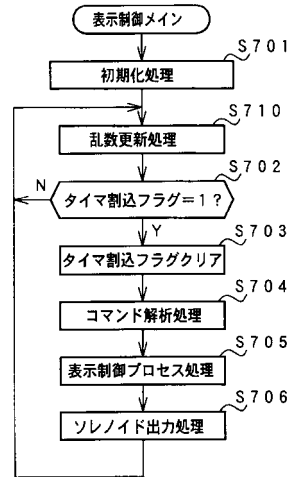 表示制御メイン
S701
初期化処理
S710
乱数更新処理
S702
N
タイマ割込フラグ=1?
Y
S703
タイマ割込フラグクリア
S704
コマンド解析処理
S705
表示制御プロセス処理
S706
ソレノイド出力処理